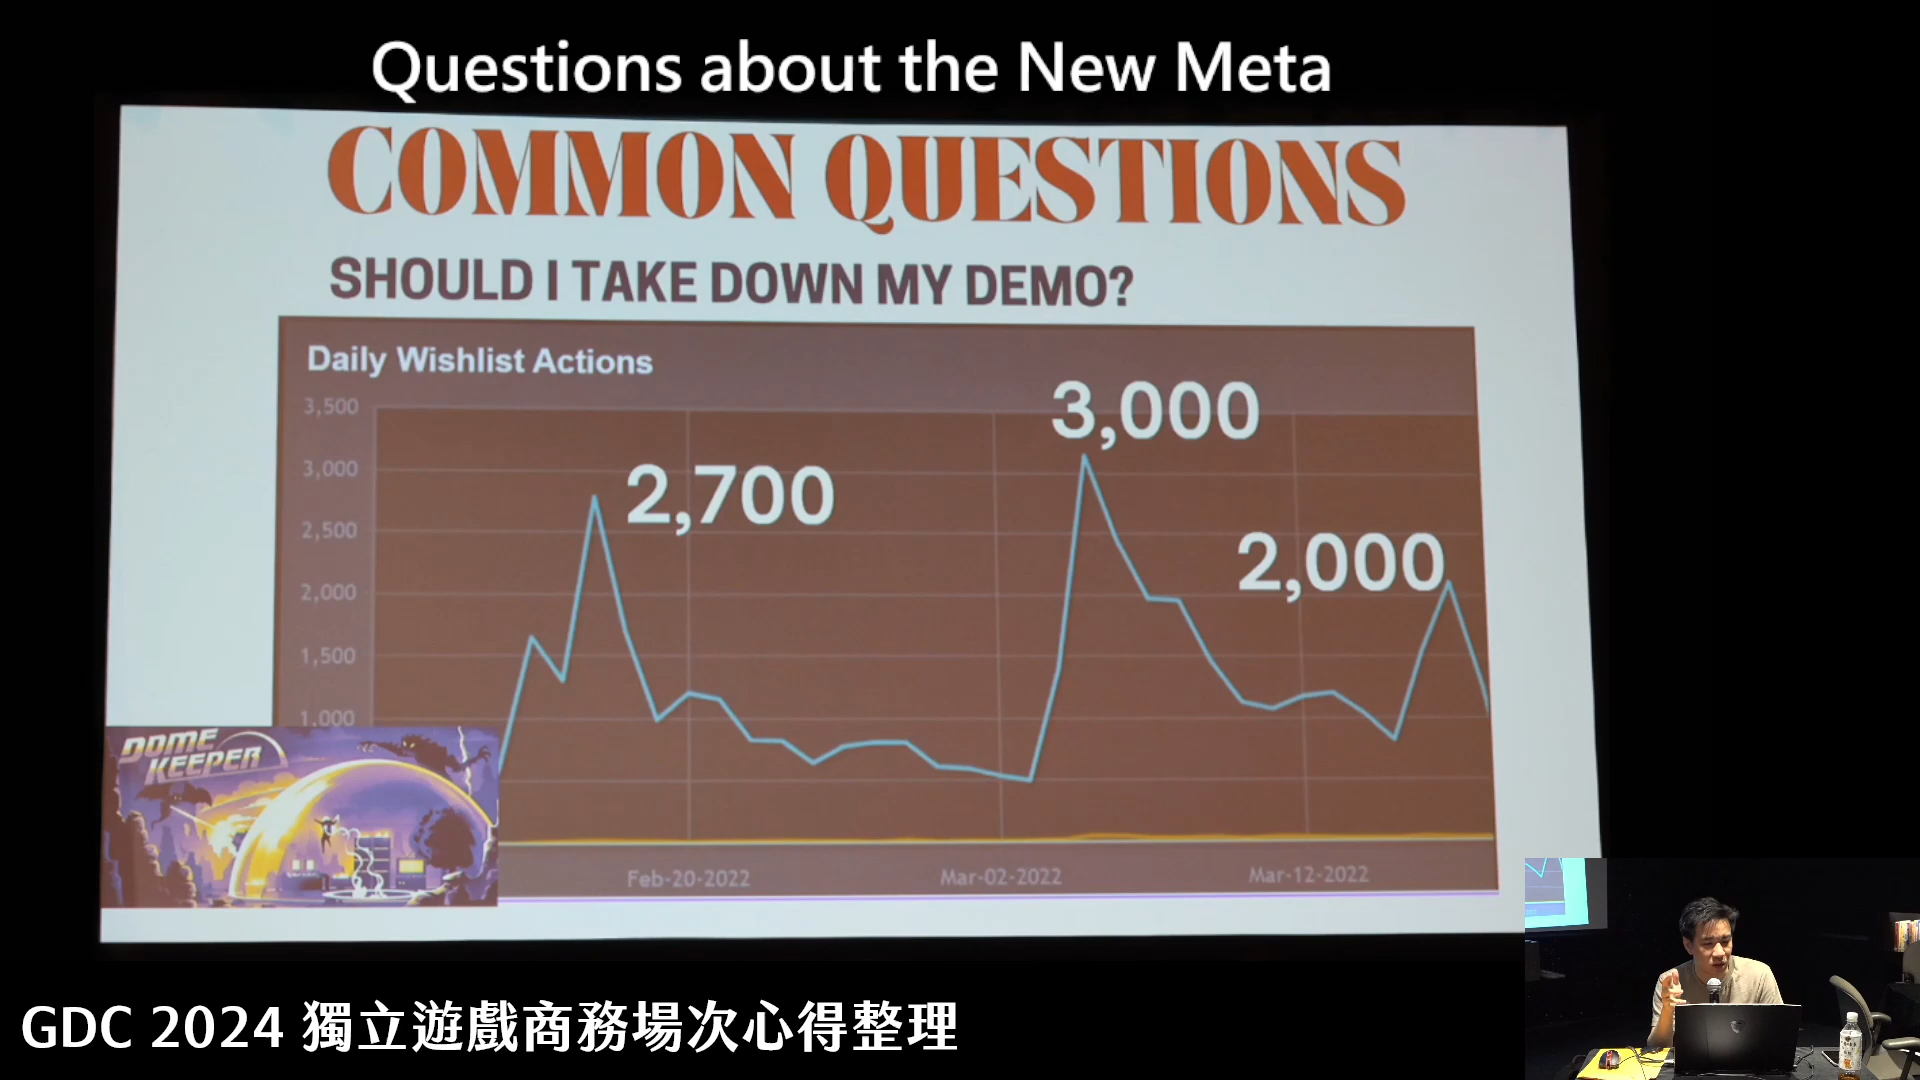 Questions about the New Meta
COMMON QUESTIONS
SHOULD I TAKE DOWN MY DEMO?
Daily Wishlist Actions
3,500
3,000
3,000
2,700
2,500
2,000
2,000
1,500
1,000
DOME
KEEPER
Feb-20-2022
Mar-02-2022
Mar-12-2022
GDC 2024 獨立遊戲商務場次心得整理